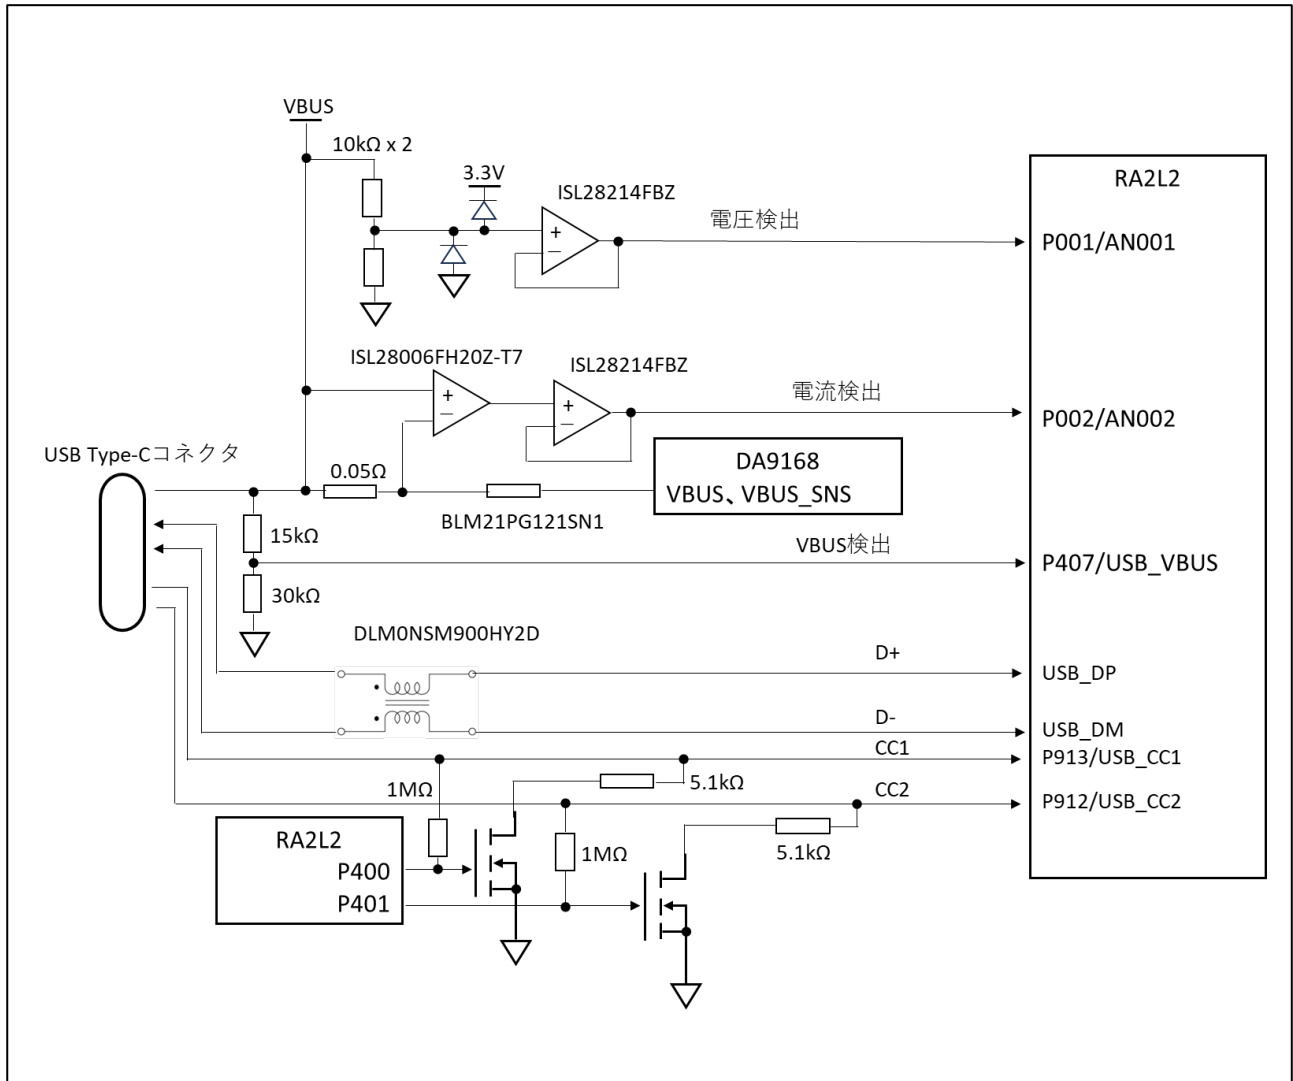 VBUS
10kΩ x 2
3.3V
ISL28214FBZ
電圧検出
RA2L2
P001/AN001
+
−
ISL28006FH20Z-T7
ISL28214FBZ
電流検出
P002/AN002
+
−
+
−
USB Type-Cコネクタ
0.05Ω
DA9168
VBUS、VBUS_SNS
BLM21PG121SN1
15kΩ
VBUS検出
P407/USB_VBUS
30kΩ
DLM0NSM900HY2D
D+
USB_DP
D-
USB_DM
CC1
P913/USB_CC1
1MΩ
5.1kΩ
CC2
P912/USB_CC2
RA2L2
P400
P401
1MΩ
5.1kΩ